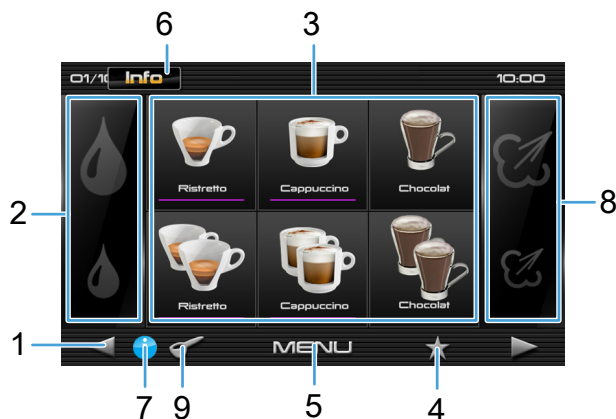 6
3
01/10
Info
10:00
Ristretto
Cappuccino
Chocolat
2
8
Ristretto
Cappuccino
Chocolat
1
MENU
7
9
5
4